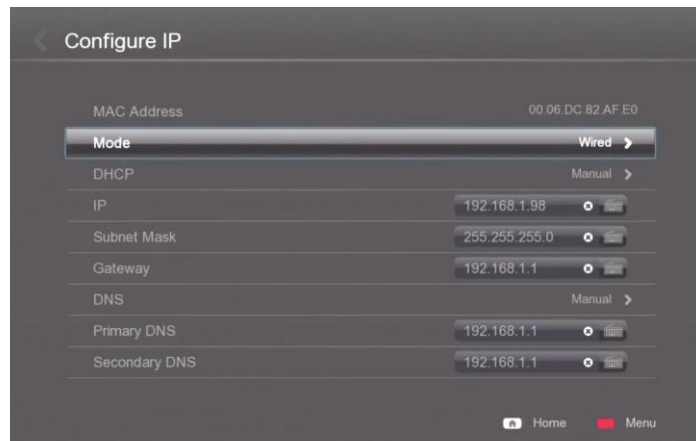 Configure IP
MAC Address 00.06.DC.82.AF.E0
Mode Wired
DHCP Manual
IP 192.168.1.98
Subnet Mask 255.255.255.0
Gateway 192.168.1.1
DNS Manual
Primary DNS 192.168.1.1
Secondary DNS 192.168.1.1
Home Menu